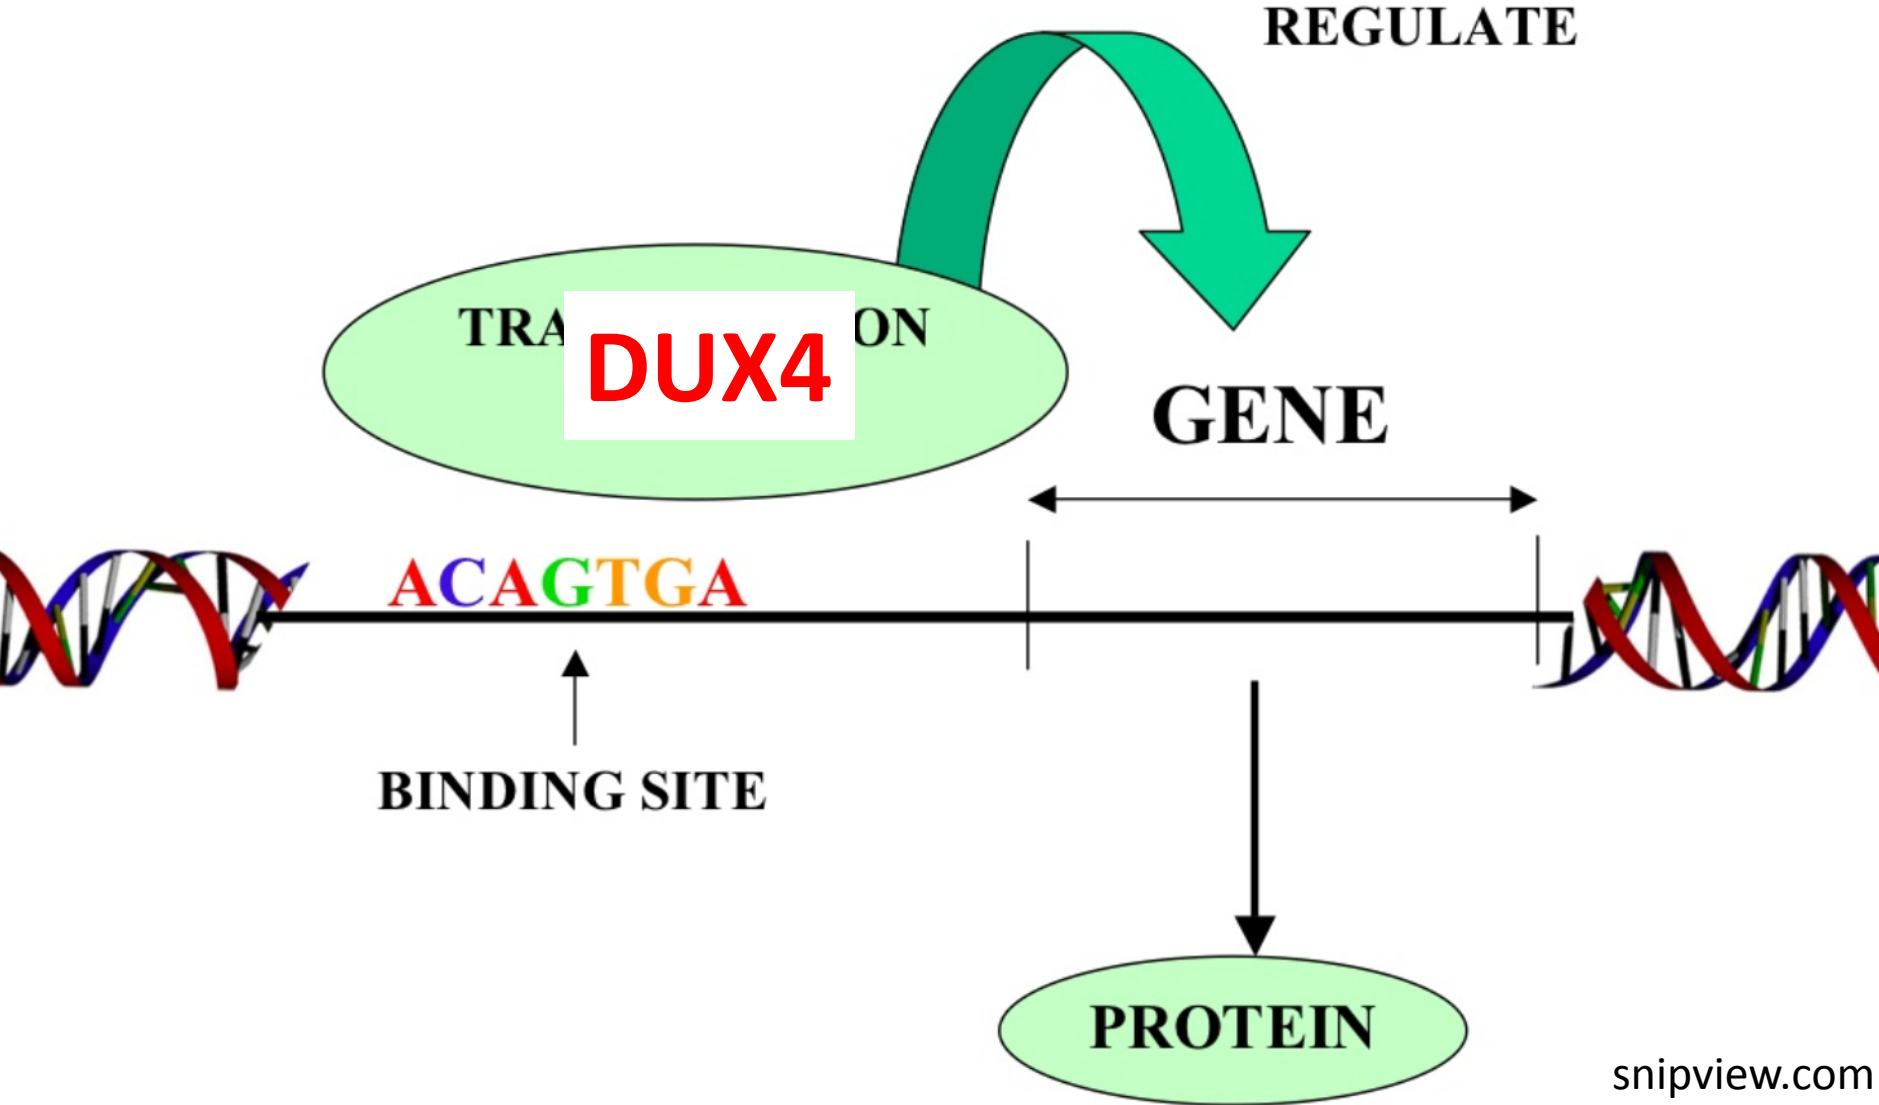 REGULATE
TRA ON
DUX4
GENE
ACAGTGA
BINDING SITE
PROTEIN
snipview.com